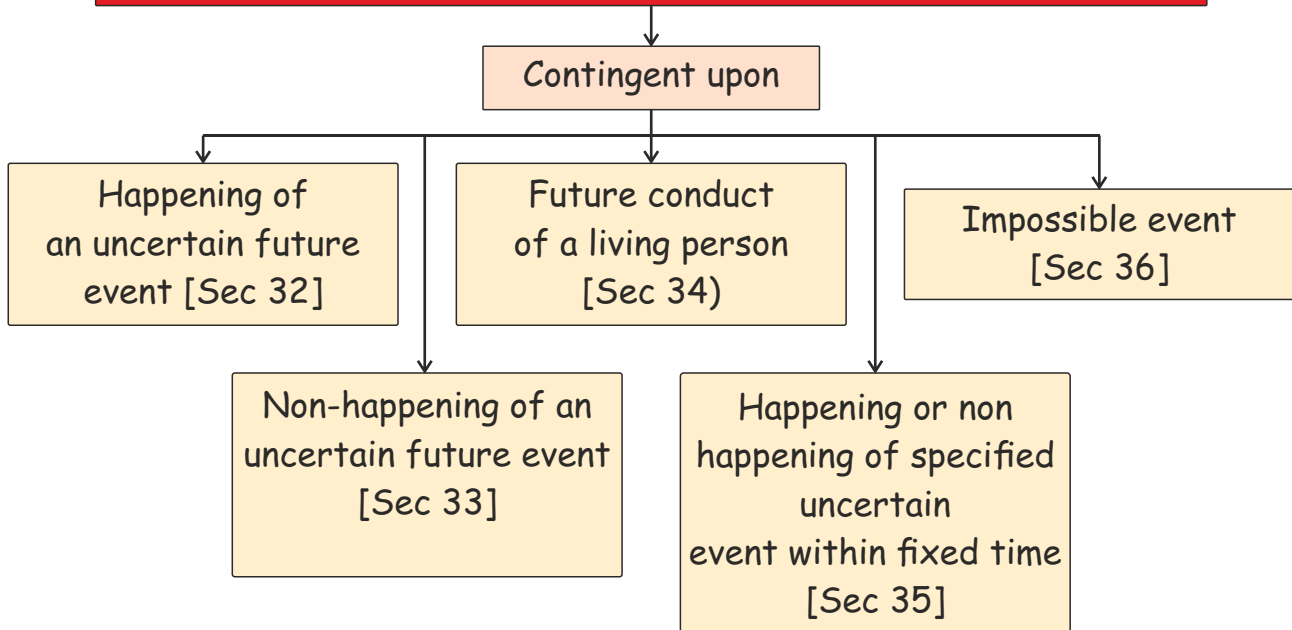 Contingent upon
Happening of
an uncertain future
event [Sec 32]
Future conduct
of a living person
[Sec 34)
Impossible event
[Sec 36]
Non-happening of an
uncertain future event
[Sec 33]
Happening or non
happening of specified
uncertain
event within fixed time
[Sec 35]